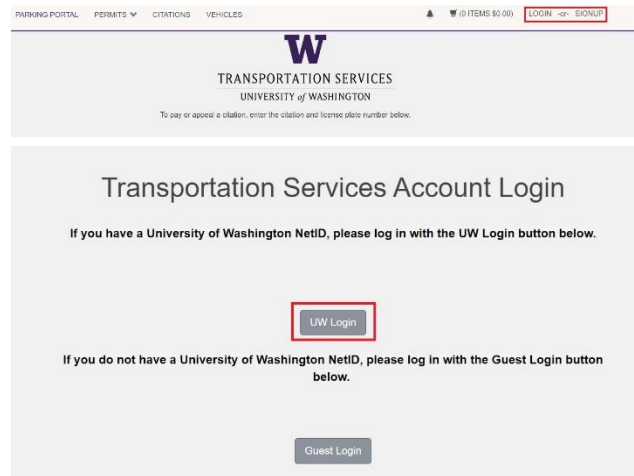 PARKING PORTAL PERMITS CITATIONS VEHICLES (0 ITEMS $0.00) LOGIN -or- SIGNUP
W
TRANSPORTATION SERVICES
UNIVERSITY of WASHINGTON
To pay or appeal a citation, enter the citation and license plate number below.
Transportation Services Account Login
If you have a University of Washington NetID, please log in with the UW Login button below.
UW Login
If you do not have a University of Washington NetID, please log in with the Guest Login button
below.
Guest Login